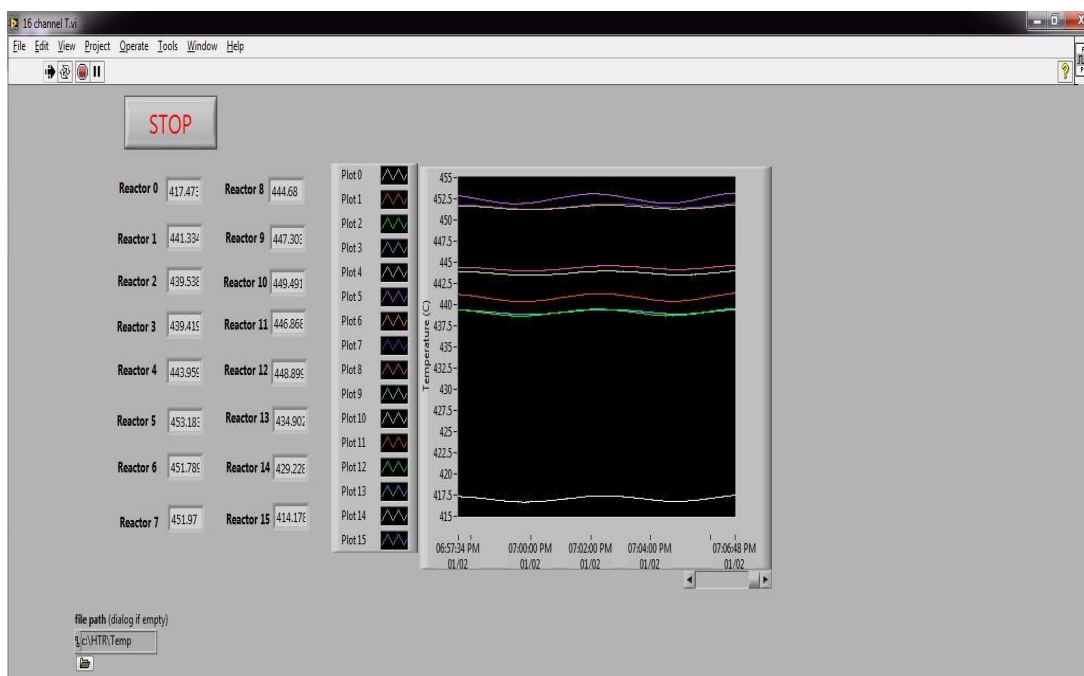 16 channel T.vi
File Edit View Project Operate Tools Window Help
STOP
Reactor 0 417.473 Reactor 8 444.68
Reactor 1 441.334 Reactor 9 447.303
Reactor 2 439.538 Reactor 10 449.491
Reactor 3 439.419 Reactor 11 446.868
Reactor 4 443.959 Reactor 12 448.899
Reactor 5 453.183 Reactor 13 434.902
Reactor 6 451.789 Reactor 14 429.228
Reactor 7 451.97 Reactor 15 414.178
Plot 0
Plot 1
Plot 2
Plot 3
Plot 4
Plot 5
Plot 6
Plot 7
Plot 8
Plot 9
Plot 10
Plot 11
Plot 12
Plot 13
Plot 14
Plot 15
Temperature (C)
455
452.5
450
447.5
445
442.5
440
437.5
435
432.5
430
427.5
425
422.5
420
417.5
415
06:57:34 PM 07:00:00 PM 07:02:00 PM 07:04:00 PM 07:06:48 PM
01/02 01/02 01/02 01/02 01/02
file path (dialog if empty)
c:\HTR\Temp